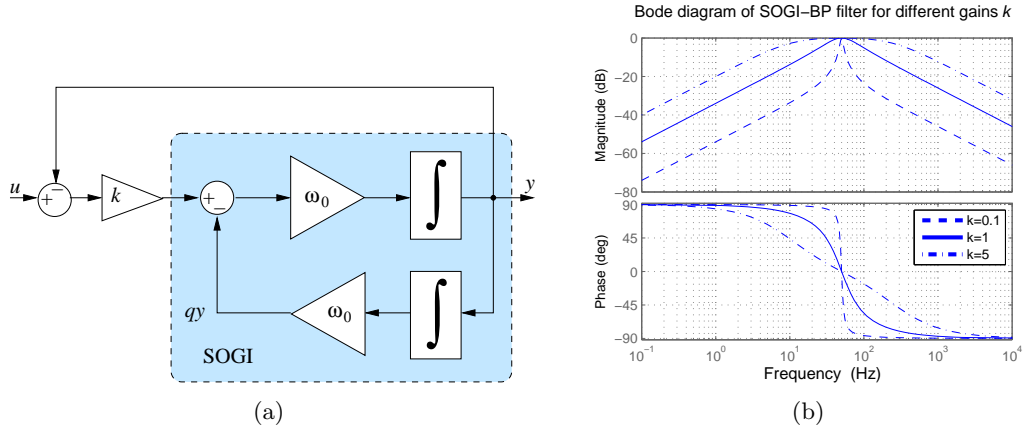 u
+
−
k
+
−
ω0
∫
y
qy
ω0
∫
SOGI
(a)
Bode diagram of SOGI−BP filter for different gains k
Magnitude (dB)
0
−20
−40
−60
−80
Phase (deg)
90
45
0
−45
−90
k=0.1
k=1
k=5
10−1
100
101
102
103
104
Frequency (Hz)
(b)